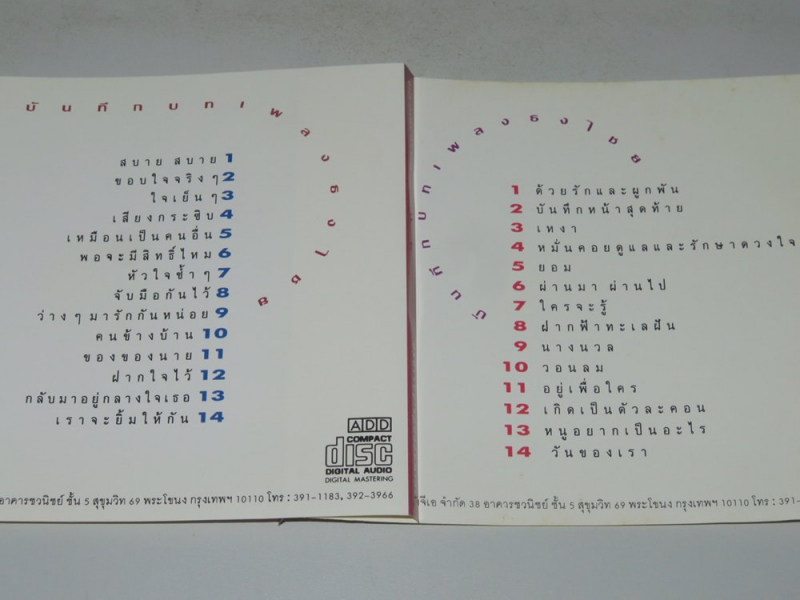 บันทึกบทเพลงธงไชย
สบาย สบาย 1
ขอบใจจริงๆ 2
ใจเย็นๆ 3
เสียงกระซิบ 4
เหมือนเป็นคนอื่น 5
พอจะมีสิทธิ์ไหม 6
หัวใจช้ำๆ 7
จับมือกันไว้ 8
ว่างๆมารักกันหน่อย 9
คนข้างบ้าน 10
ของของนาย 11
ฝากใจไว้ 12
กลับมาอยู่กลางใจเธอ 13
เราจะยิ้มให้กัน 14
ADD
COMPACT
disc
DIGITAL AUDIO
DIGITAL MASTERING
อาคารชวนิชย์ ชั้น 5 สุขุมวิท 69 พระโขนง กรุงเทพฯ 10110 โทร : 391-1183, 392-3966
บันทึกบทเพลงธงไชย
1 ด้วยรักและผูกพัน
2 บันทึกหน้าสุดท้าย
3 เหงา
4 หมั่นคอยดูแลและรักษาดวงใจ
5 ยอม
6 ผ่านมา ผ่านไป
7 ใครจะรู้
8 ฝากฟ้าทะเลฝัน
9 นางนวล
10 วอนลม
11 อยู่เพื่อใคร
12 เกิดเป็นตัวละคอน
13 หนูอยากเป็นอะไร
14 วันของเรา
จำกัด 38 อาคารชวนิชย์ ชั้น 5 สุขุมวิท 69 พระโขนง กรุงเทพฯ 10110 โทร : 391-